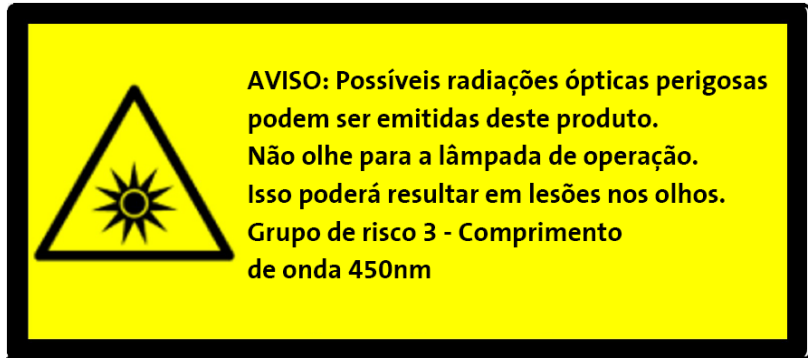 AVISO: Possíveis radiações ópticas perigosas
podem ser emitidas deste produto.
Não olhe para a lâmpada de operação.
Isso poderá resultar em lesões nos olhos.
Grupo de risco 3 - Comprimento
de onda 450nm